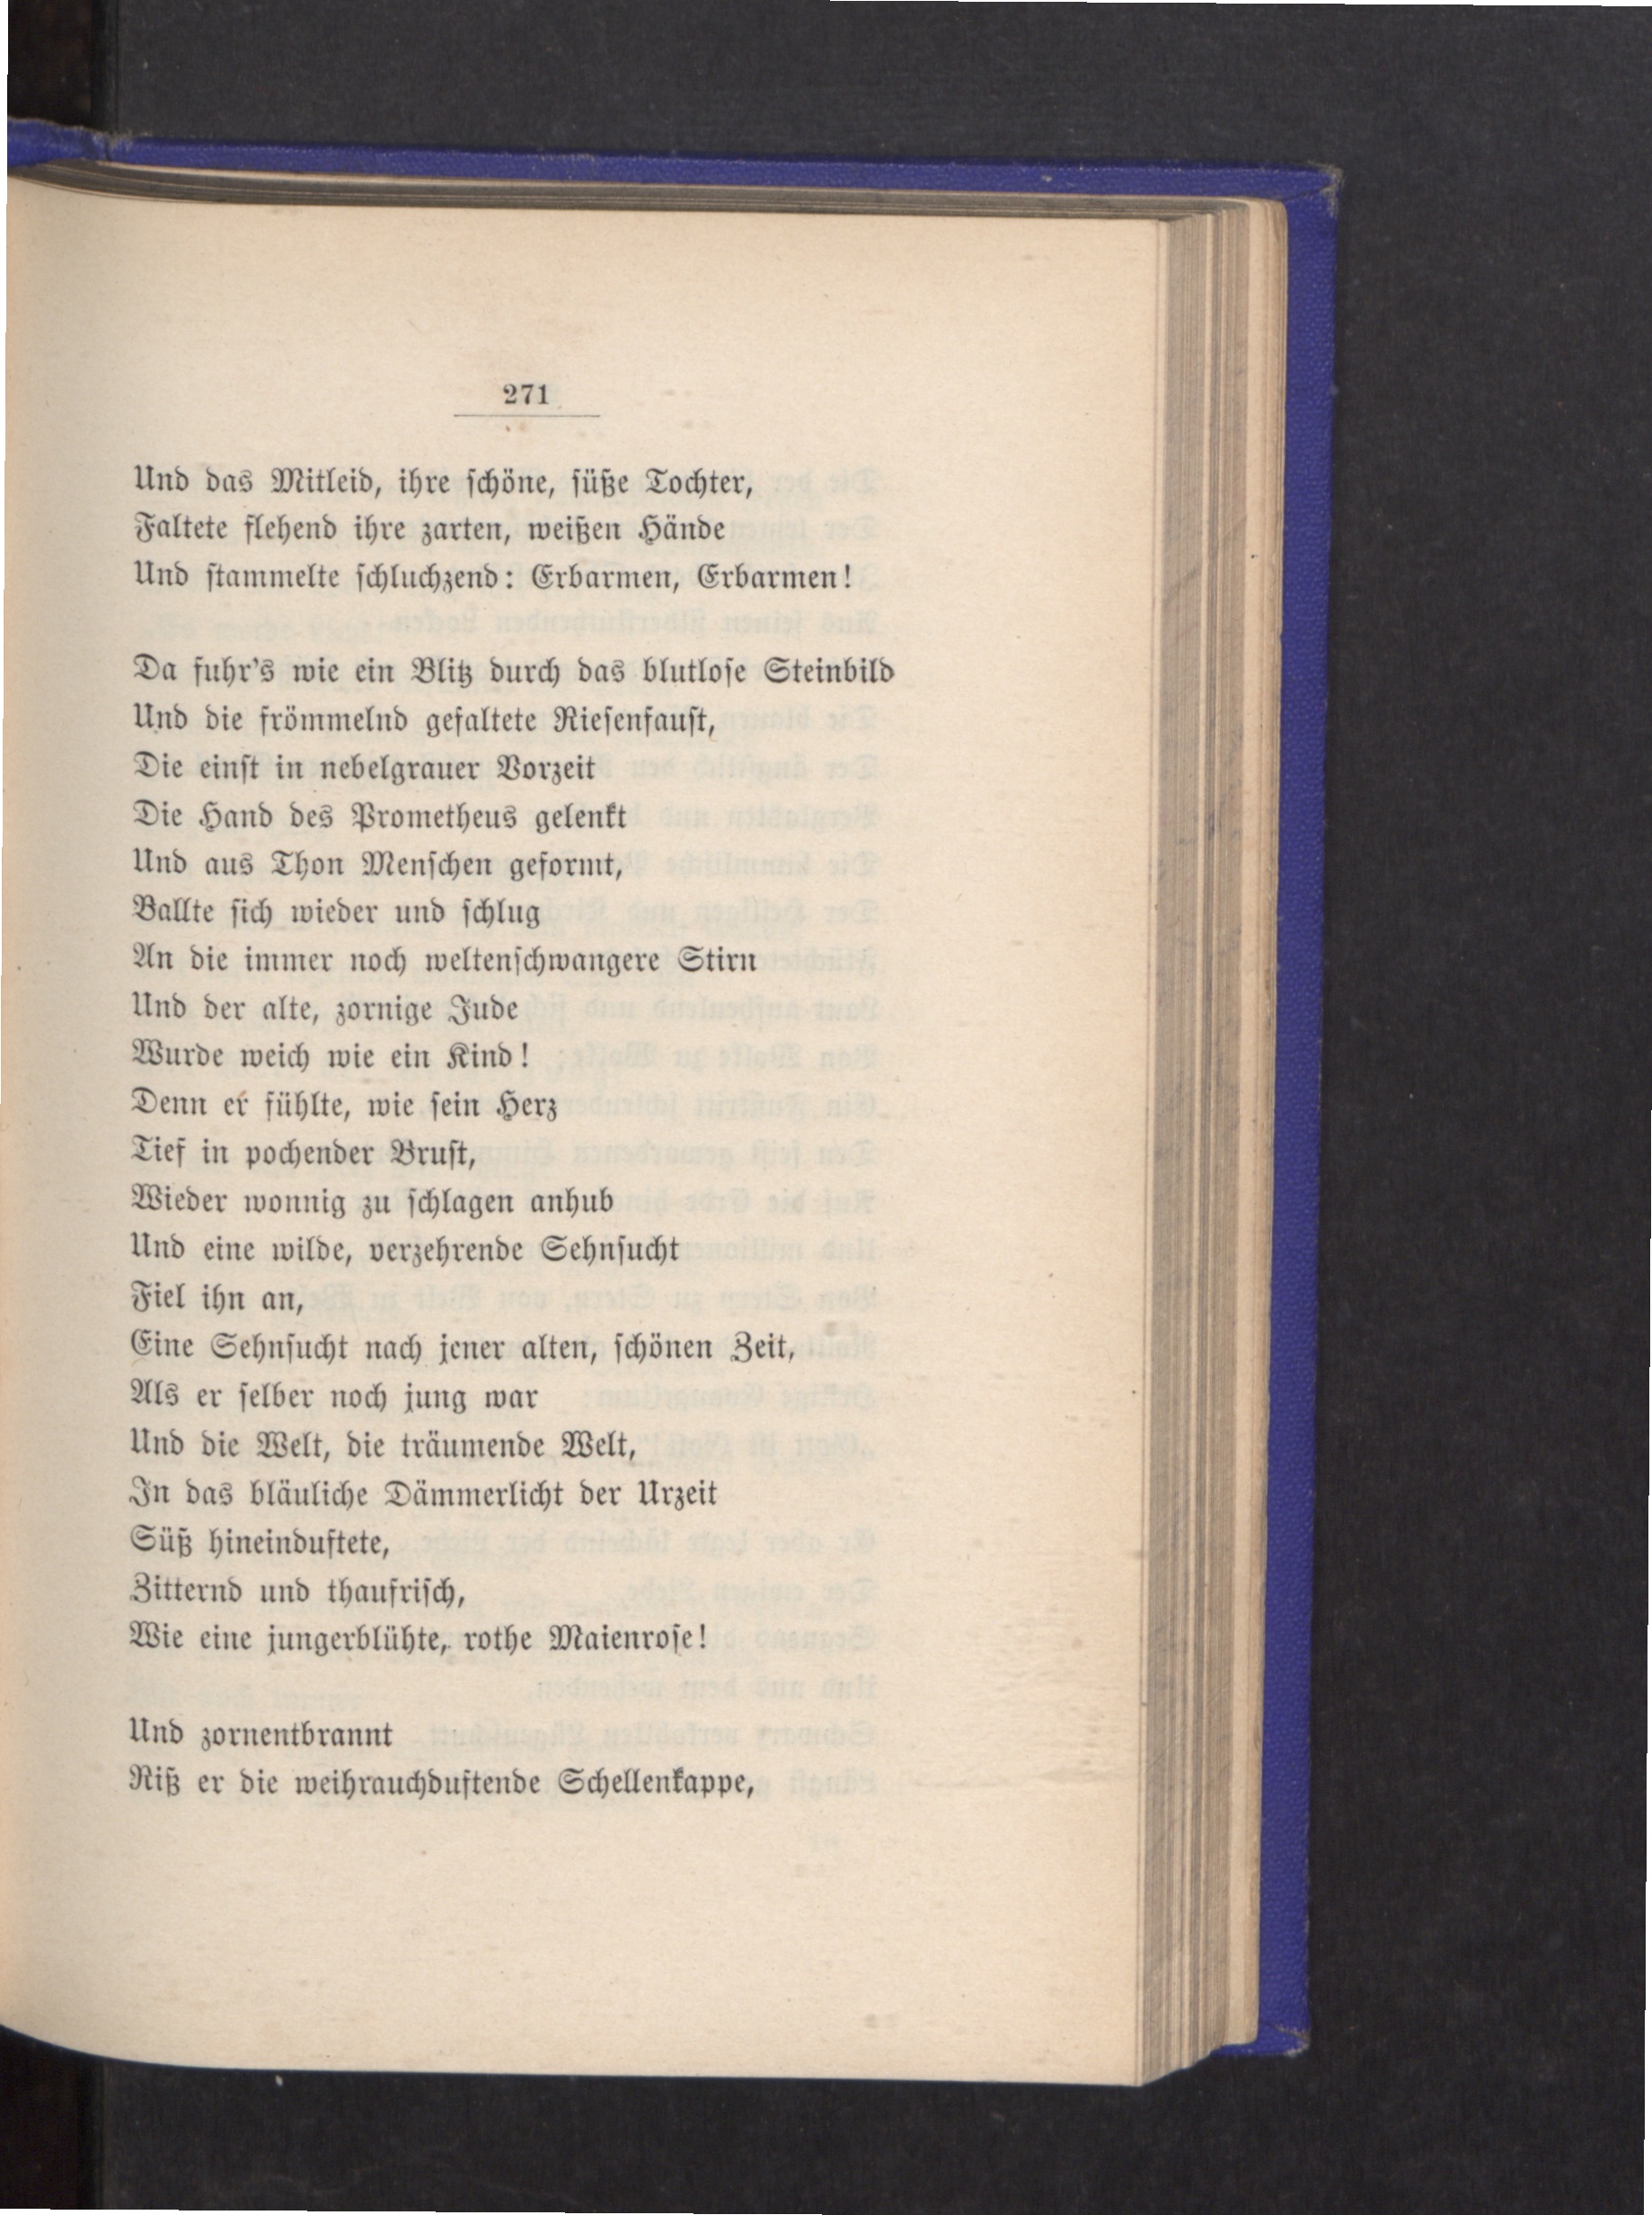 271
Und das Mitleid, ihre schöne, süße Tochter,
Faltete flehend ihre zarten, weißen Hände
Und stammelte schluchzend: Erbarmen, Erbarmen!
Da fuhr's wie ein Blitz durch das blutlose Steinbild
Und die frömmelnd gefaltete Riesenfaust,
Die einst in nebelgrauer Vorzeit
Die Hand des Prometheus gelenkt
Und aus Thon Menschen geformt,
Ballte sich wieder und schlug
An die immer noch weltenschwangere Stirn
Und der alte, zornige Jude
Wurde weich wie ein Kind!
Denn er fühlte, wie sein Herz
Tief in pochender Brust,
Wieder wonnig zu schlagen anhub
Und eine wilde, verzehrende Sehnsucht
Fiel ihn an,
Eine Sehnsucht nach jener alten, schönen Zeit,
Als er selber noch jung war
Und die Welt, die träumende Welt,
In das bläuliche Dämmerlicht der Urzeit
Süß hineinduftete,
Zitternd und thaufrisch,
Wie eine jungerblühte, rothe Maienrose!
Und zornentbrannt
Riß er die weihrauchduftende Schellenkappe,